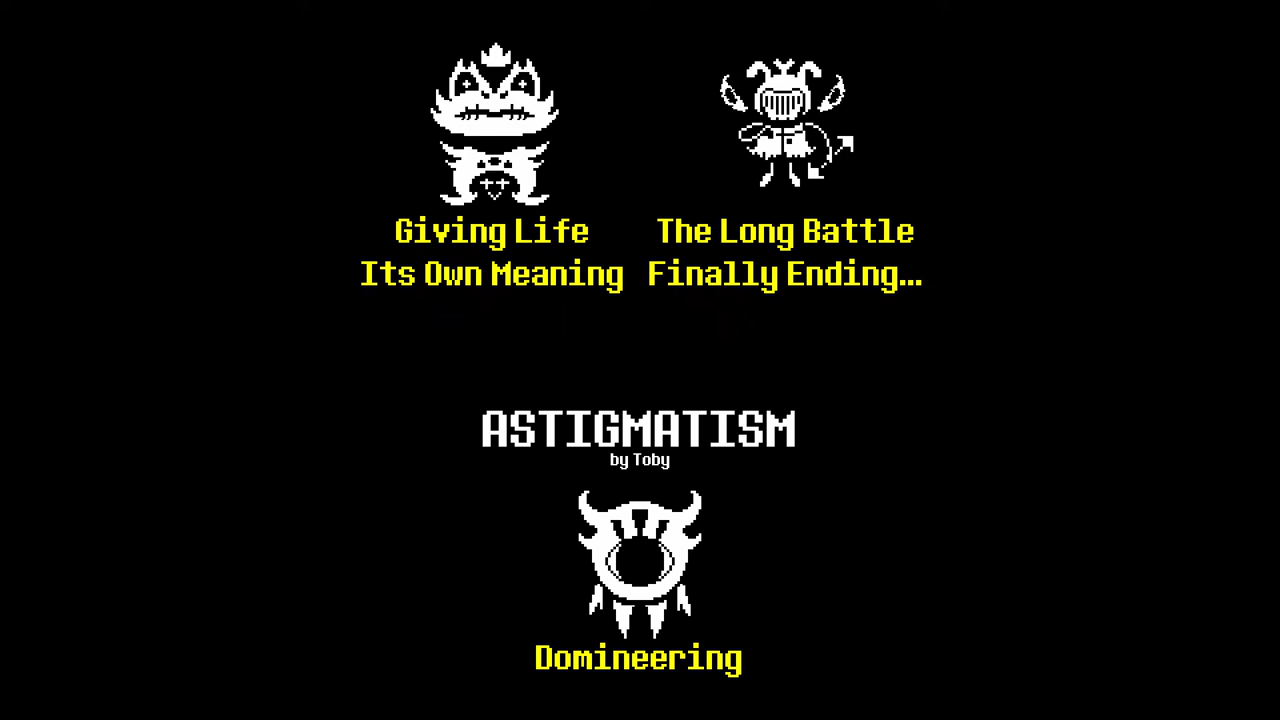 Giving Life
Its Own Meaning
The Long Battle
Finally Ending...
ASTIGMATISM
by Toby
Domineering